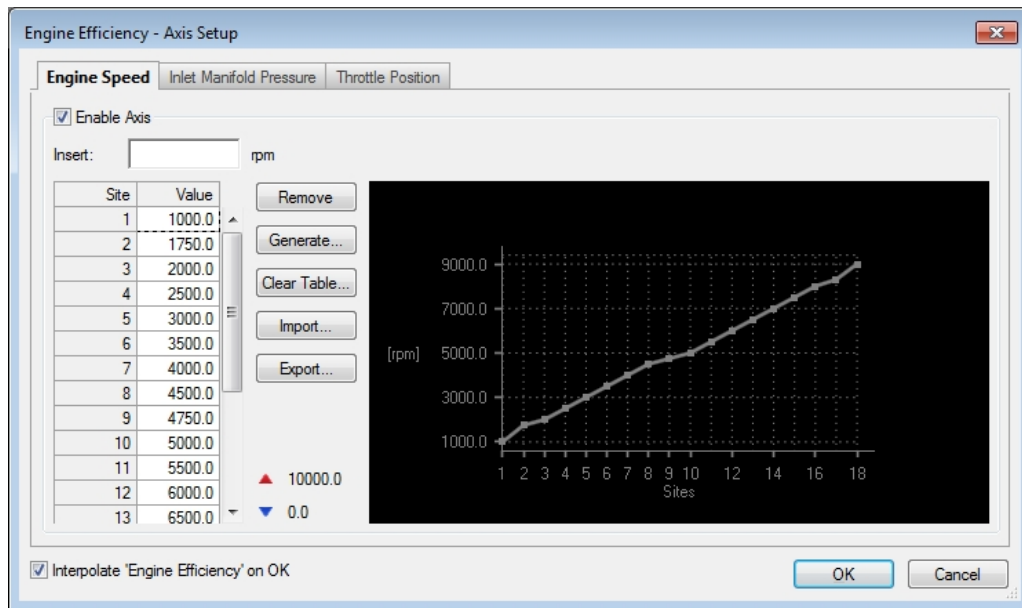 Engine Efficiency - Axis Setup
Engine Speed Inlet Manifold Pressure Throttle Position
Enable Axis
Insert: rpm
Site Value
1 1000.0
2 1750.0
3 2000.0
4 2500.0
5 3000.0
6 3500.0
7 4000.0
8 4500.0
9 4750.0
10 5000.0
11 5500.0
12 6000.0
13 6500.0
Remove
Generate...
Clear Table...
Import...
Export...
10000.0
0.0
9000.0
7000.0
[rpm] 5000.0
3000.0
1000.0
1 2 3 4 5 6 7 8 9 10 12 14 16 18
Sites
Interpolate 'Engine Efficiency' on OK
OK Cancel